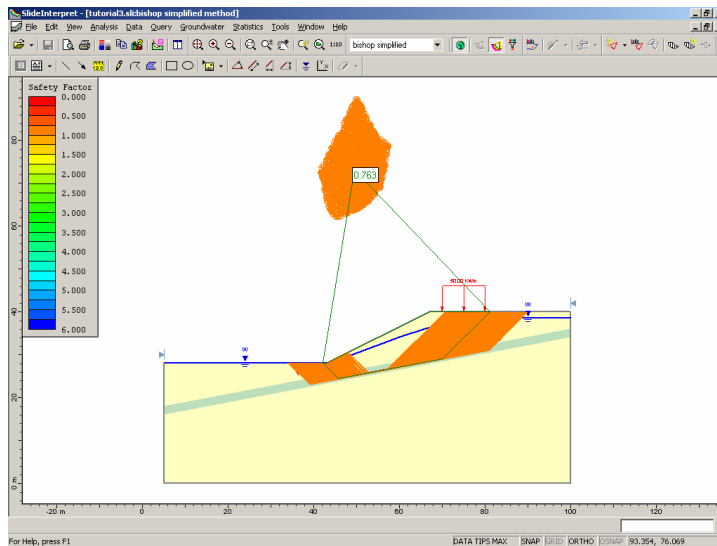 SlideInterpret - [tutorial3.sli:bishop simplified method]
File Edit View Analysis Data Query Groundwater Statistics Tools Window Help
1:10 bishop simplified
Safety Factor
0.000
0.500
1.000
1.500
2.000
2.500
3.000
3.500
4.000
4.500
5.000
5.500
6.000
0.763
50.00 kN/m
W
W
80
60
40
20
0 m
-20 m 0 20 40 60 80 100 120
For Help, press F1
DATA TIPS MAX SNAP GRID ORTHO OSNAP 93.354, 76.069